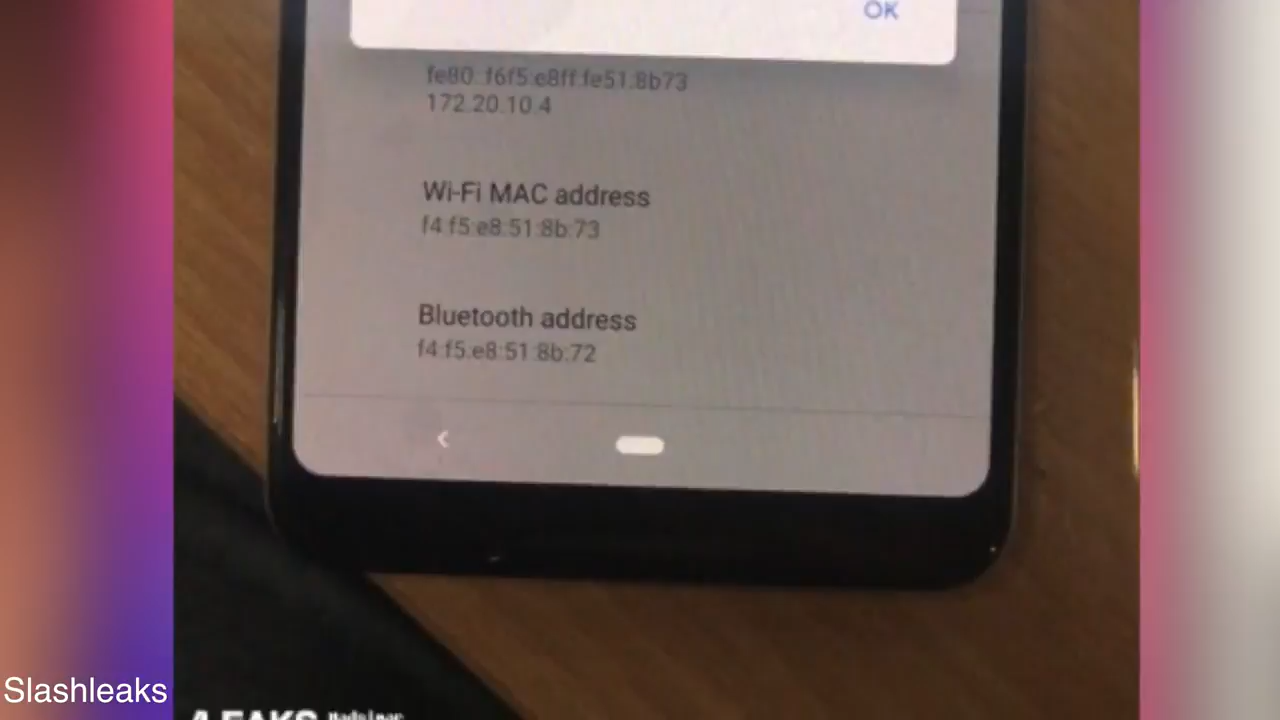 OK
fe80::f6f5:e8ff:fe51:8b73
172.20.10.4
Wi-Fi MAC address
f4:f5:e8:51:8b:73
Bluetooth address
f4:f5:e8:51:8b:72
Slashleaks
LEAKS